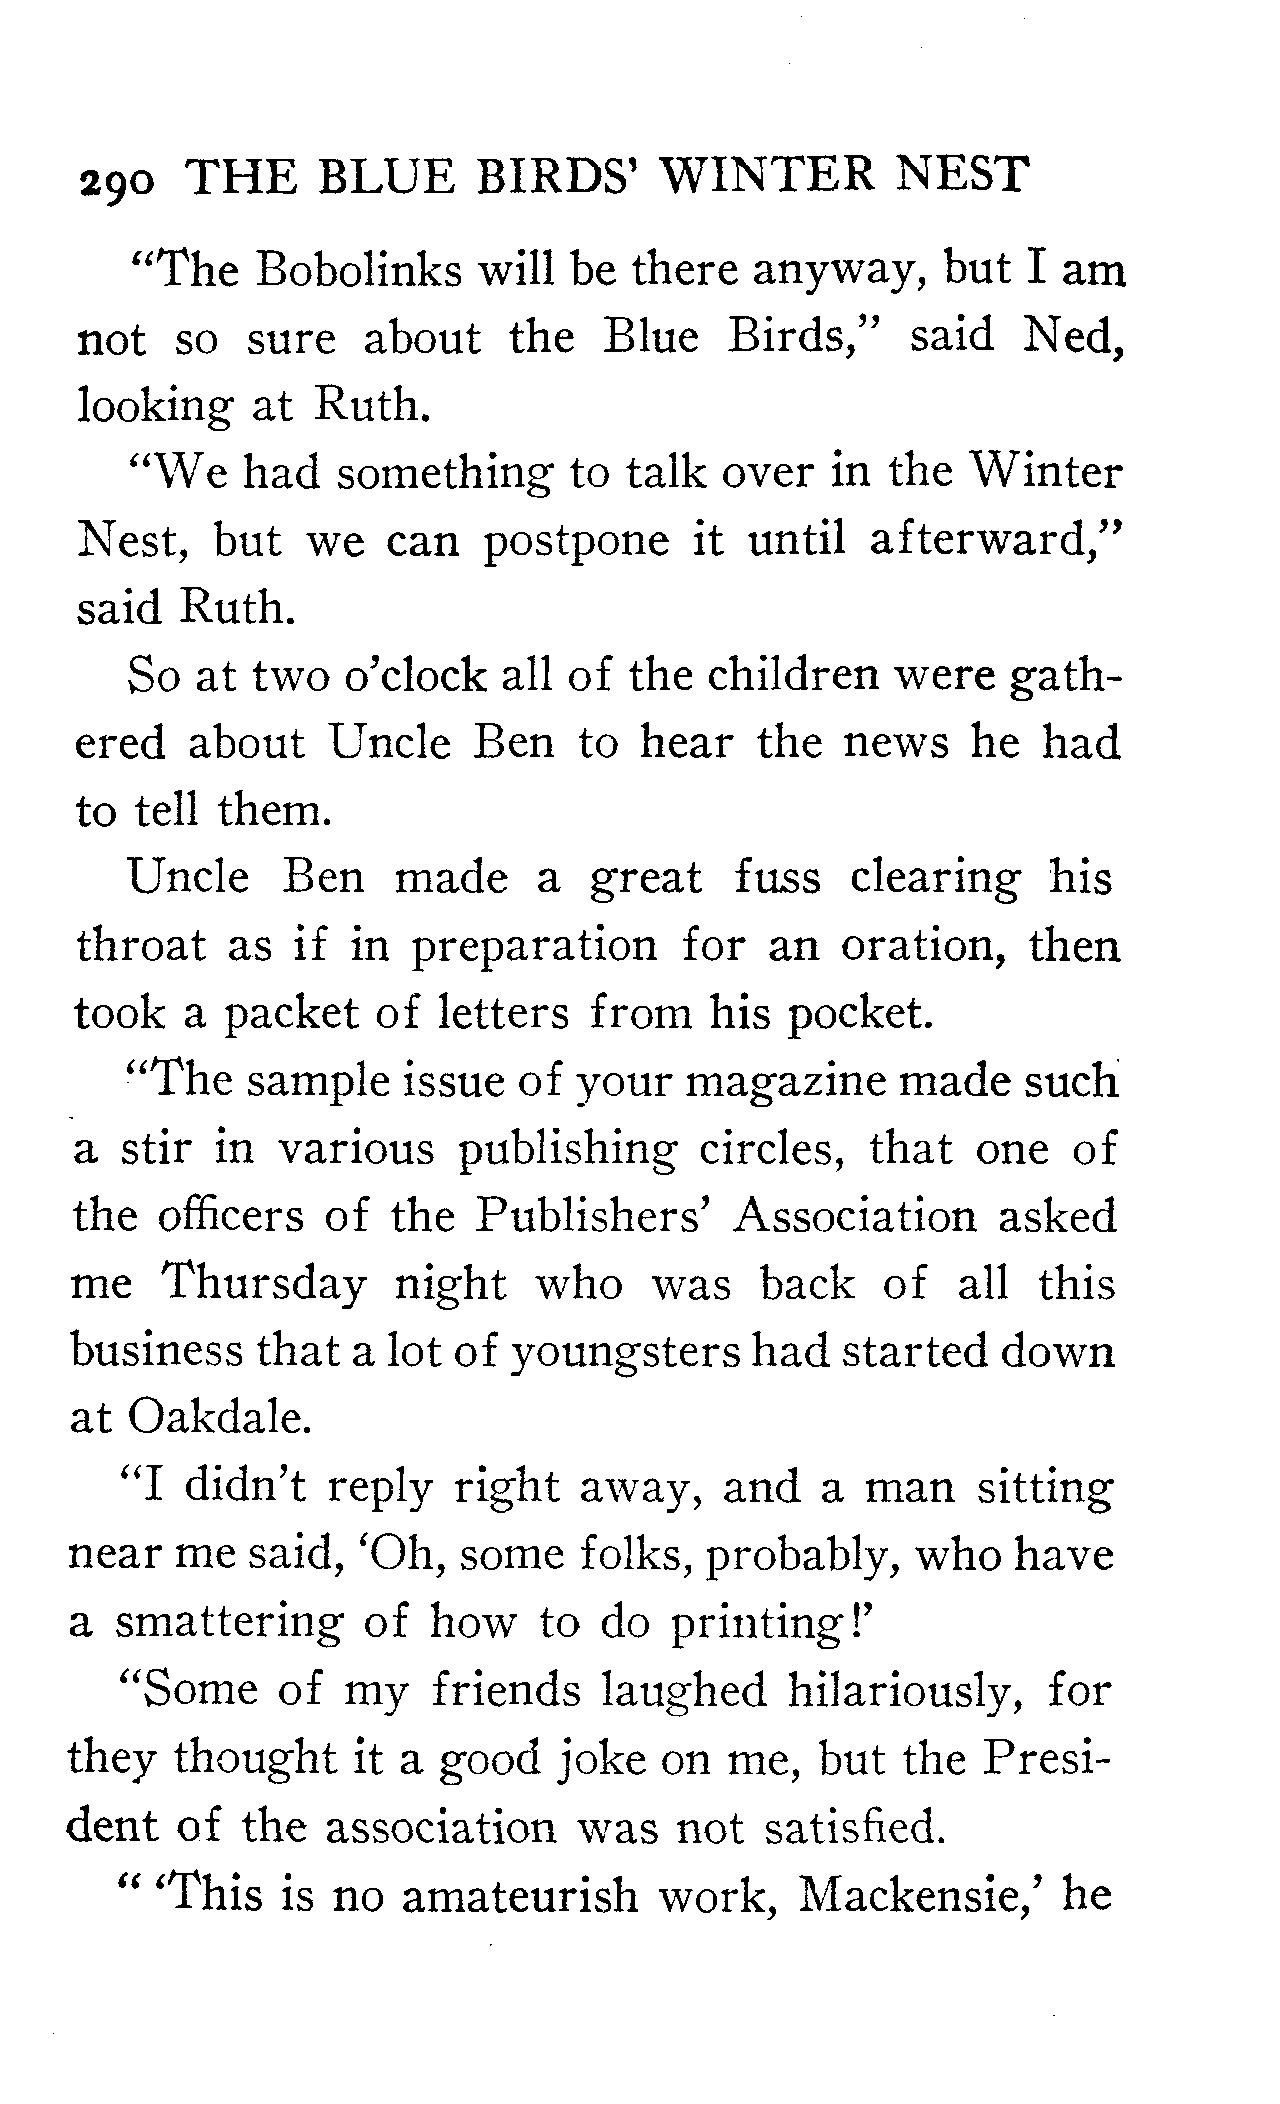 290 THE BLUE BIRDS' WINTER NEST
“The Bobolinks will be there anyway, but I am
not so sure about the Blue Birds,” said Ned,
looking at Ruth.
“We had something to talk over in the Winter
Nest, but we can postpone it until afterward,”
said Ruth.
So at two o'clock all of the children were gath-
ered about Uncle Ben to hear the news he had
to tell them.
Uncle Ben made a great fuss clearing his
throat as if in preparation for an oration, then
took a packet of letters from his pocket.
“The sample issue of your magazine made such
a stir in various publishing circles, that one of
the officers of the Publishers' Association asked
me Thursday night who was back of all this
business that a lot of youngsters had started down
at Oakdale.
“I didn't reply right away, and a man sitting
near me said, ‘Oh, some folks, probably, who have
a smattering of how to do printing!’
“Some of my friends laughed hilariously, for
they thought it a good joke on me, but the Presi-
dent of the association was not satisfied.
“ ‘This is no amateurish work, Mackensie,’ he